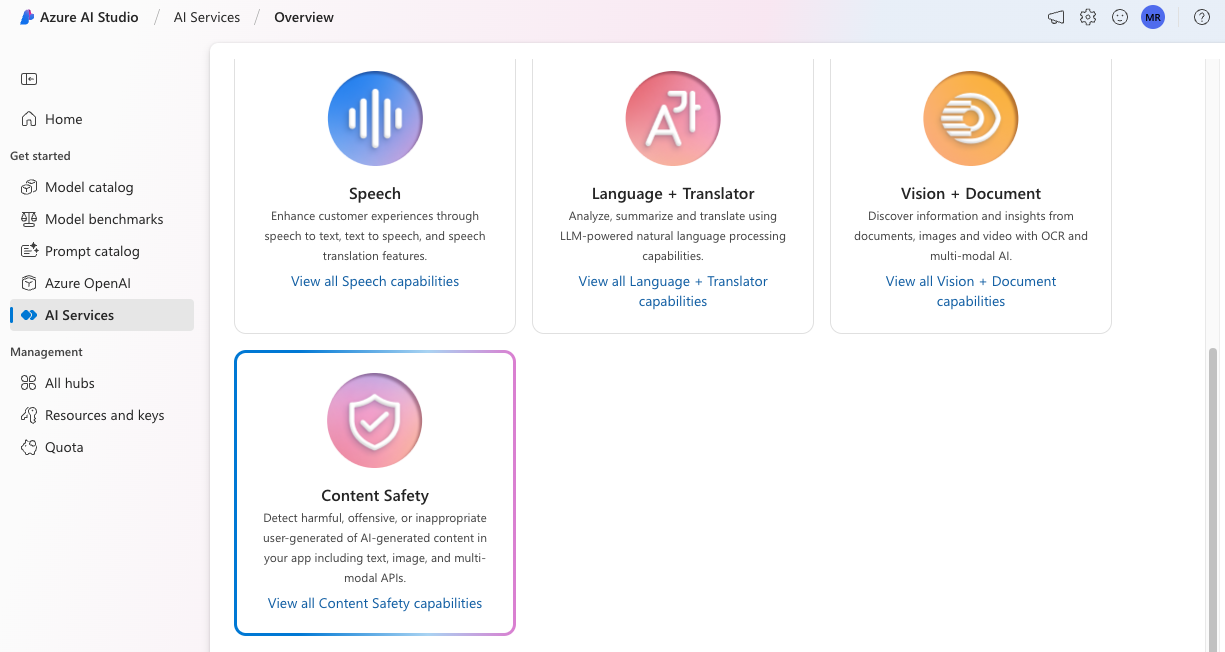 Azure AI Studio / AI Services / Overview
MR
Home
Get started
Model catalog
Model benchmarks
Prompt catalog
Azure OpenAI
AI Services
Management
All hubs
Resources and keys
Quota
Speech
Enhance customer experiences through
speech to text, text to speech, and speech
translation features.
View all Speech capabilities
A가
Language + Translator
Analyze, summarize and translate using
LLM-powered natural language processing
capabilities.
View all Language + Translator
capabilities
Vision + Document
Discover information and insights from
documents, images and video with OCR and
multi-modal AI.
View all Vision + Document
capabilities
Content Safety
Detect harmful, offensive, or inappropriate
user-generated of AI-generated content in
your app including text, image, and multi-
modal APIs.
View all Content Safety capabilities